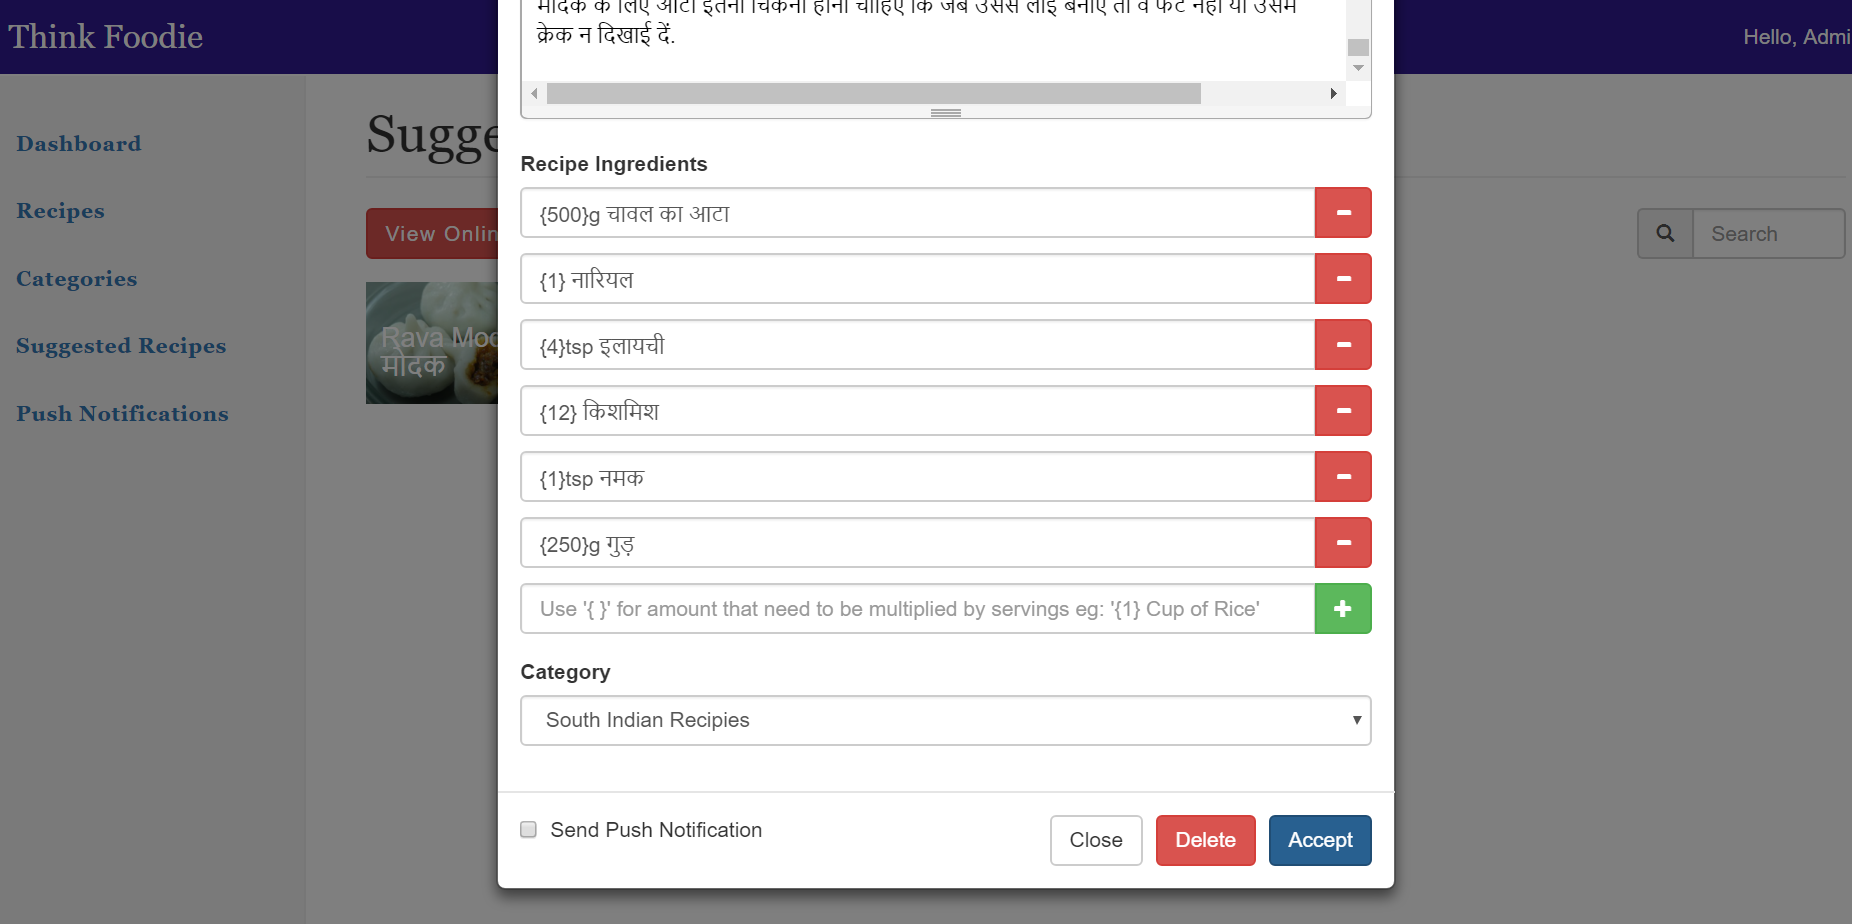 Think Foodie
Hello, Admi
Dashboard
Recipes
Categories
Suggested Recipes
Push Notifications
Sugge
View Onlin
Search
Rava Mod
मोदक
मोदक के लिए आटा इतना चिकना होना चाहिए कि जब उससे लोई बनाएं तो वे फटे नहीं या उसमें
क्रेक न दिखाई दें.
Recipe Ingredients
{500}g चावल का आटा
{1} नारियल
{4}tsp इलायची
{12} किशमिश
{1}tsp नमक
{250}g गुड़
Use '{ }' for amount that need to be multiplied by servings eg: '{1} Cup of Rice'
Category
South Indian Recipies
Send Push Notification
Close
Delete
Accept